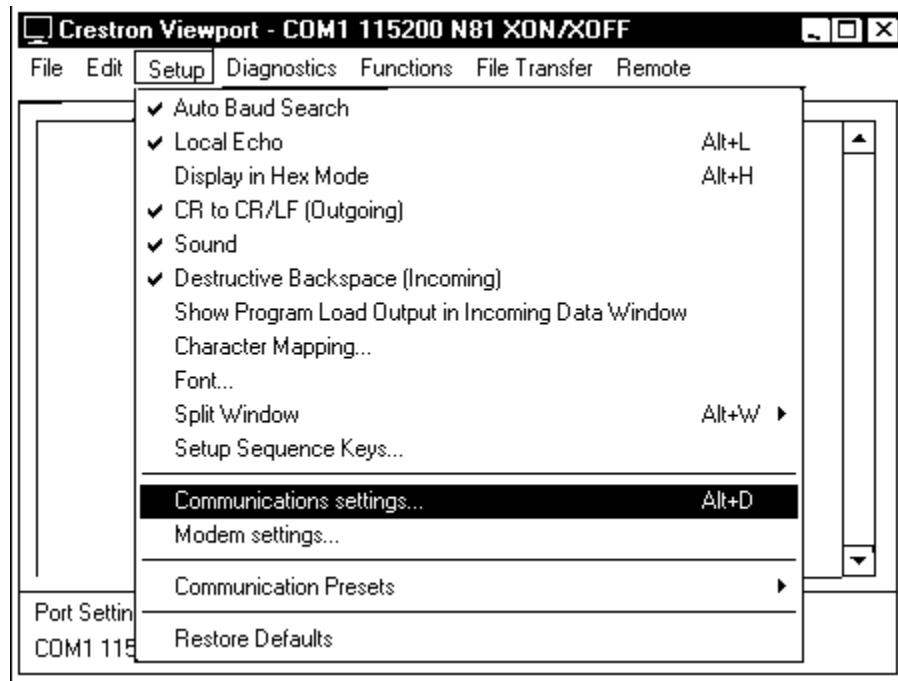 Crestron Viewport - COM1 115200 N81 XON/XOFF
File Edit Setup Diagnostics Functions File Transfer Remote
Auto Baud Search
Local Echo Alt+L
Display in Hex Mode Alt+H
CR to CR/LF (Outgoing)
Sound
Destructive Backspace (Incoming)
Show Program Load Output in Incoming Data Window
Character Mapping...
Font...
Split Window Alt+W
Setup Sequence Keys...
Communications settings... Alt+D
Modem settings...
Communication Presets
Port Settin
Restore Defaults
COM1 115